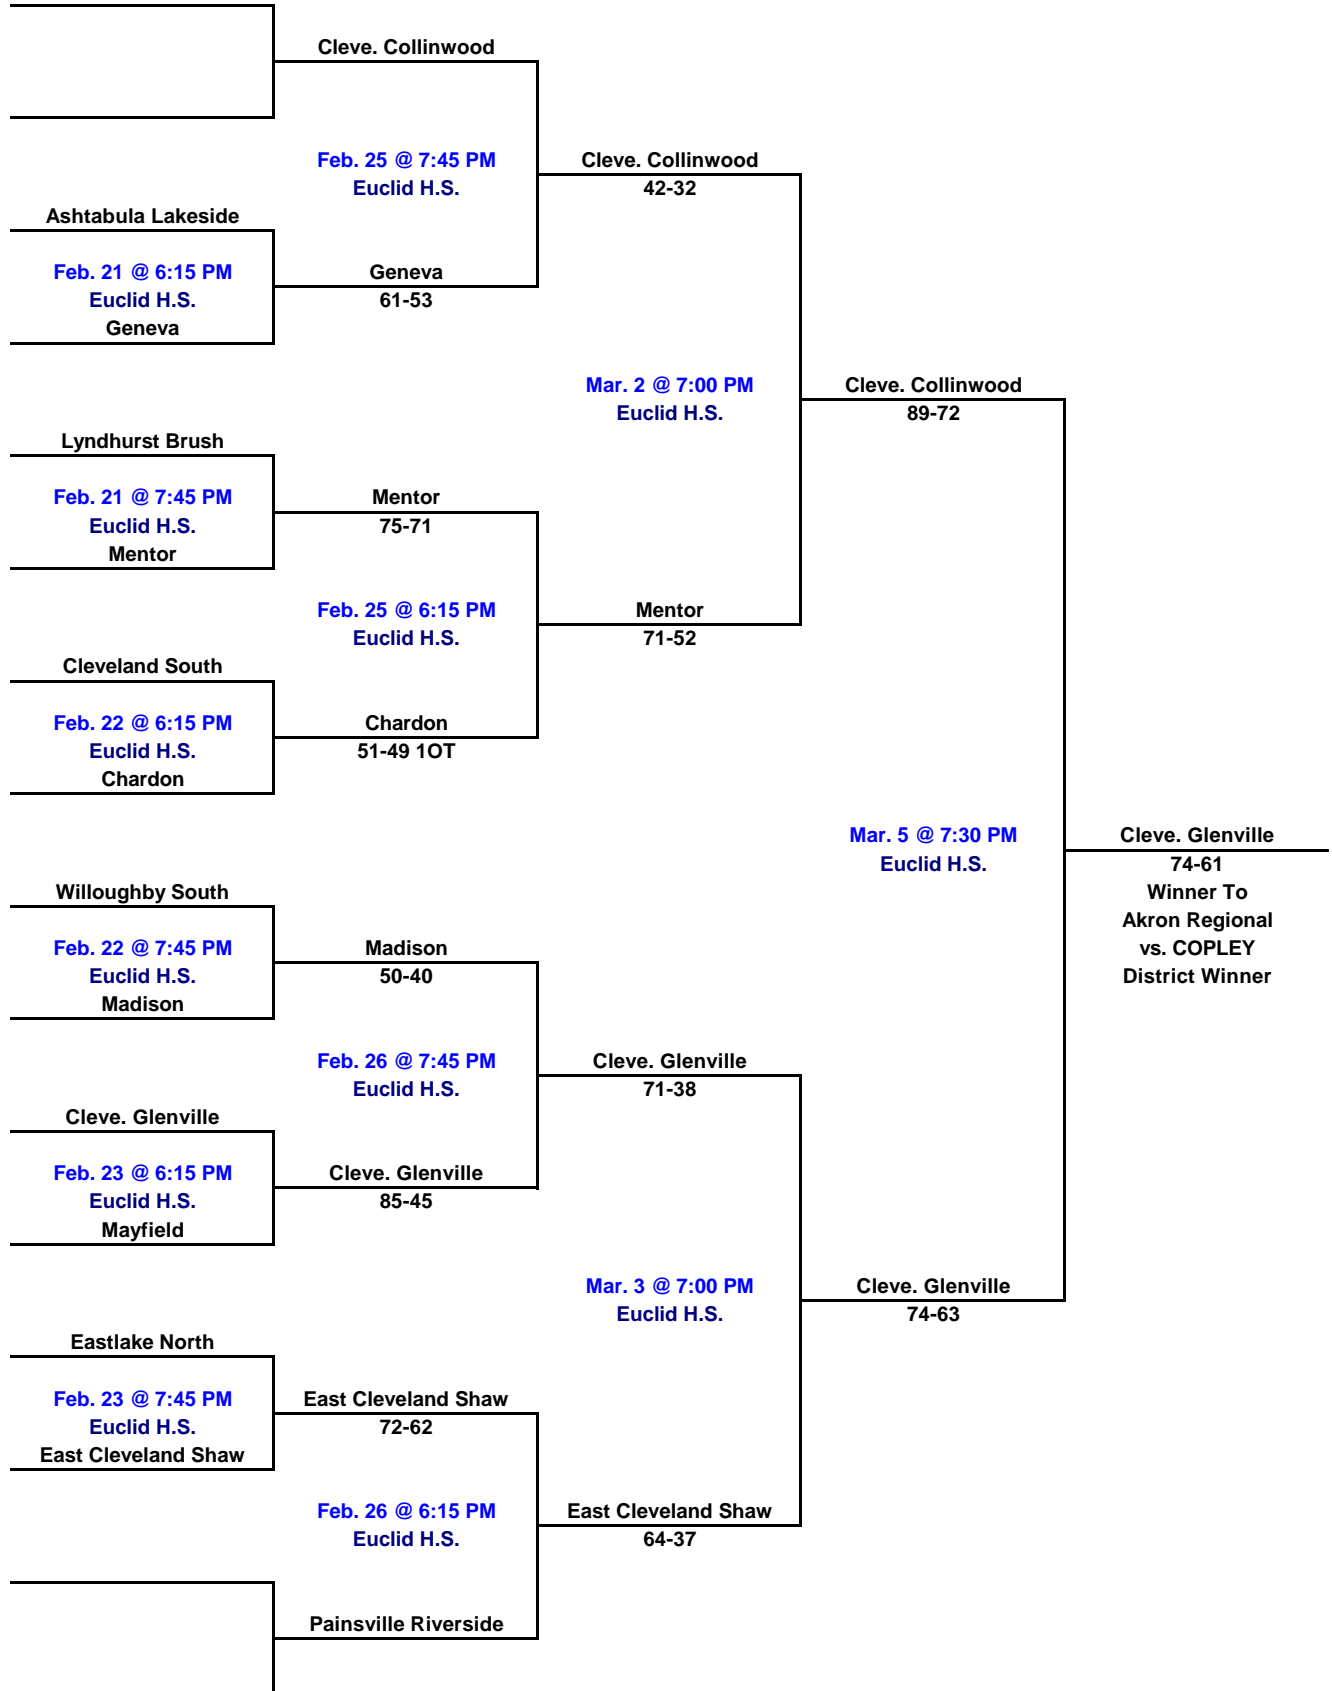 Cleve. Collinwood
Feb. 25 @ 7:45 PM
Euclid H.S.
Cleve. Collinwood
42-32
Ashtabula Lakeside
Feb. 21 @ 6:15 PM
Euclid H.S.
Geneva
Geneva
61-53
Mar. 2 @ 7:00 PM
Euclid H.S.
Cleve. Collinwood
89-72
Lyndhurst Brush
Feb. 21 @ 7:45 PM
Euclid H.S.
Mentor
Mentor
75-71
Feb. 25 @ 6:15 PM
Euclid H.S.
Mentor
71-52
Cleveland South
Feb. 22 @ 6:15 PM
Euclid H.S.
Chardon
Chardon
51-49 1OT
Mar. 5 @ 7:30 PM
Euclid H.S.
Cleve. Glenville
74-61
Winner To
Akron Regional
vs. COPLEY
District Winner
Willoughby South
Feb. 22 @ 7:45 PM
Euclid H.S.
Madison
Madison
50-40
Feb. 26 @ 7:45 PM
Euclid H.S.
Cleve. Glenville
71-38
Cleve. Glenville
Feb. 23 @ 6:15 PM
Euclid H.S.
Mayfield
Cleve. Glenville
85-45
Mar. 3 @ 7:00 PM
Euclid H.S.
Cleve. Glenville
74-63
Eastlake North
Feb. 23 @ 7:45 PM
Euclid H.S.
East Cleveland Shaw
East Cleveland Shaw
72-62
Feb. 26 @ 6:15 PM
Euclid H.S.
East Cleveland Shaw
64-37
Painsville Riverside